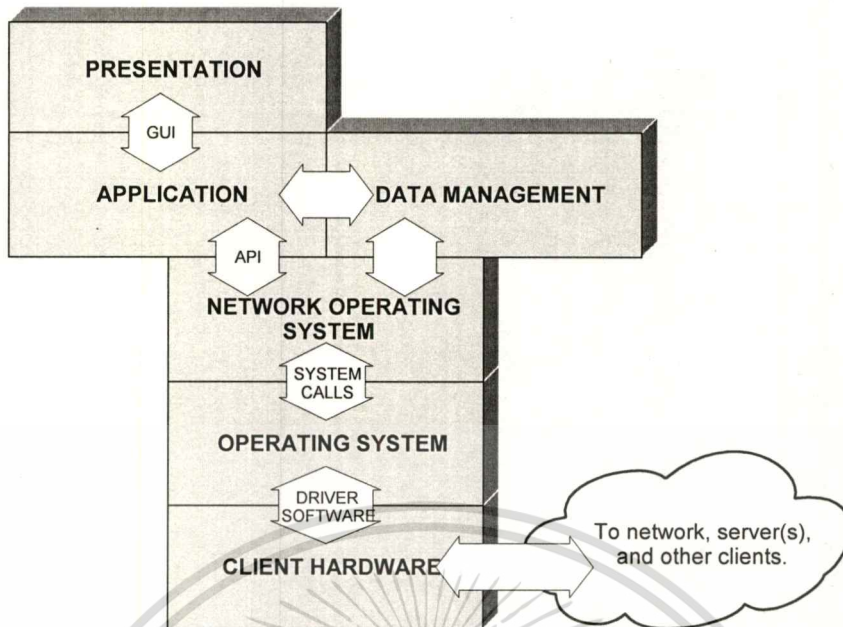 PRESENTATION
GUI
APPLICATION
DATA MANAGEMENT
API
NETWORK OPERATING
SYSTEM
SYSTEM
CALLS
OPERATING SYSTEM
DRIVER
SOFTWARE
CLIENT HARDWARE
To network, server(s),
and other clients.